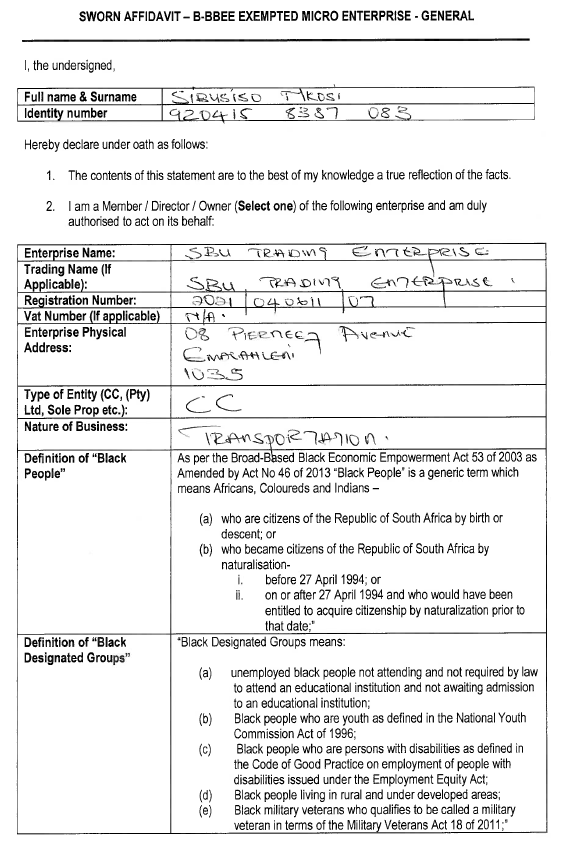 SWORN AFFIDAVIT – B-BBEE EXEMPTED MICRO ENTERPRISE - GENERAL
I, the undersigned,
Full name & Surname SIBUSISO NKOSI
Identity number 920415 8387 083
Hereby declare under oath as follows:
1. The contents of this statement are to the best of my knowledge a true reflection of the facts.
2. I am a Member / Director / Owner (Select one) of the following enterprise and am duly
authorised to act on its behalf:
Enterprise Name: SBU TRADING ENTERPRISE
Trading Name (If
Applicable): SBU TRADING ENTERPRISE
Registration Number: 2021 | 040611 | 07
Vat Number (If applicable) N/A
Enterprise Physical
Address:
08 PIERNEEF Avenue
Emalahleni
1035
Type of Entity (CC, (Pty)
Ltd, Sole Prop etc.): CC
Nature of Business: TRANSPORTATION.
Definition of “Black
People”
As per the Broad-Based Black Economic Empowerment Act 53 of 2003 as
Amended by Act No 46 of 2013 “Black People” is a generic term which
means Africans, Coloureds and Indians –
(a) who are citizens of the Republic of South Africa by birth or
descent; or
(b) who became citizens of the Republic of South Africa by
naturalisation-
i. before 27 April 1994; or
ii. on or after 27 April 1994 and who would have been
entitled to acquire citizenship by naturalization prior to
that date;”
Definition of “Black
Designated Groups”
“Black Designated Groups means:
(a) unemployed black people not attending and not required by law
to attend an educational institution and not awaiting admission
to an educational institution;
(b) Black people who are youth as defined in the National Youth
Commission Act of 1996;
(c) Black people who are persons with disabilities as defined in
the Code of Good Practice on employment of people with
disabilities issued under the Employment Equity Act;
(d) Black people living in rural and under developed areas;
(e) Black military veterans who qualifies to be called a military
veteran in terms of the Military Veterans Act 18 of 2011;”